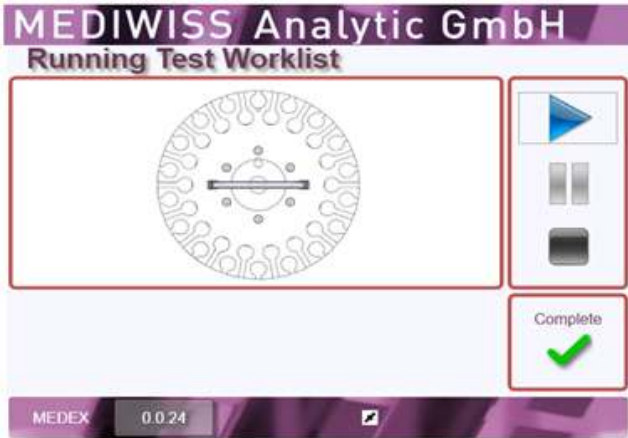 MEDIWISS Analytic GmbH
Running Test Worklist
Complete
MEDEX 0.0.24